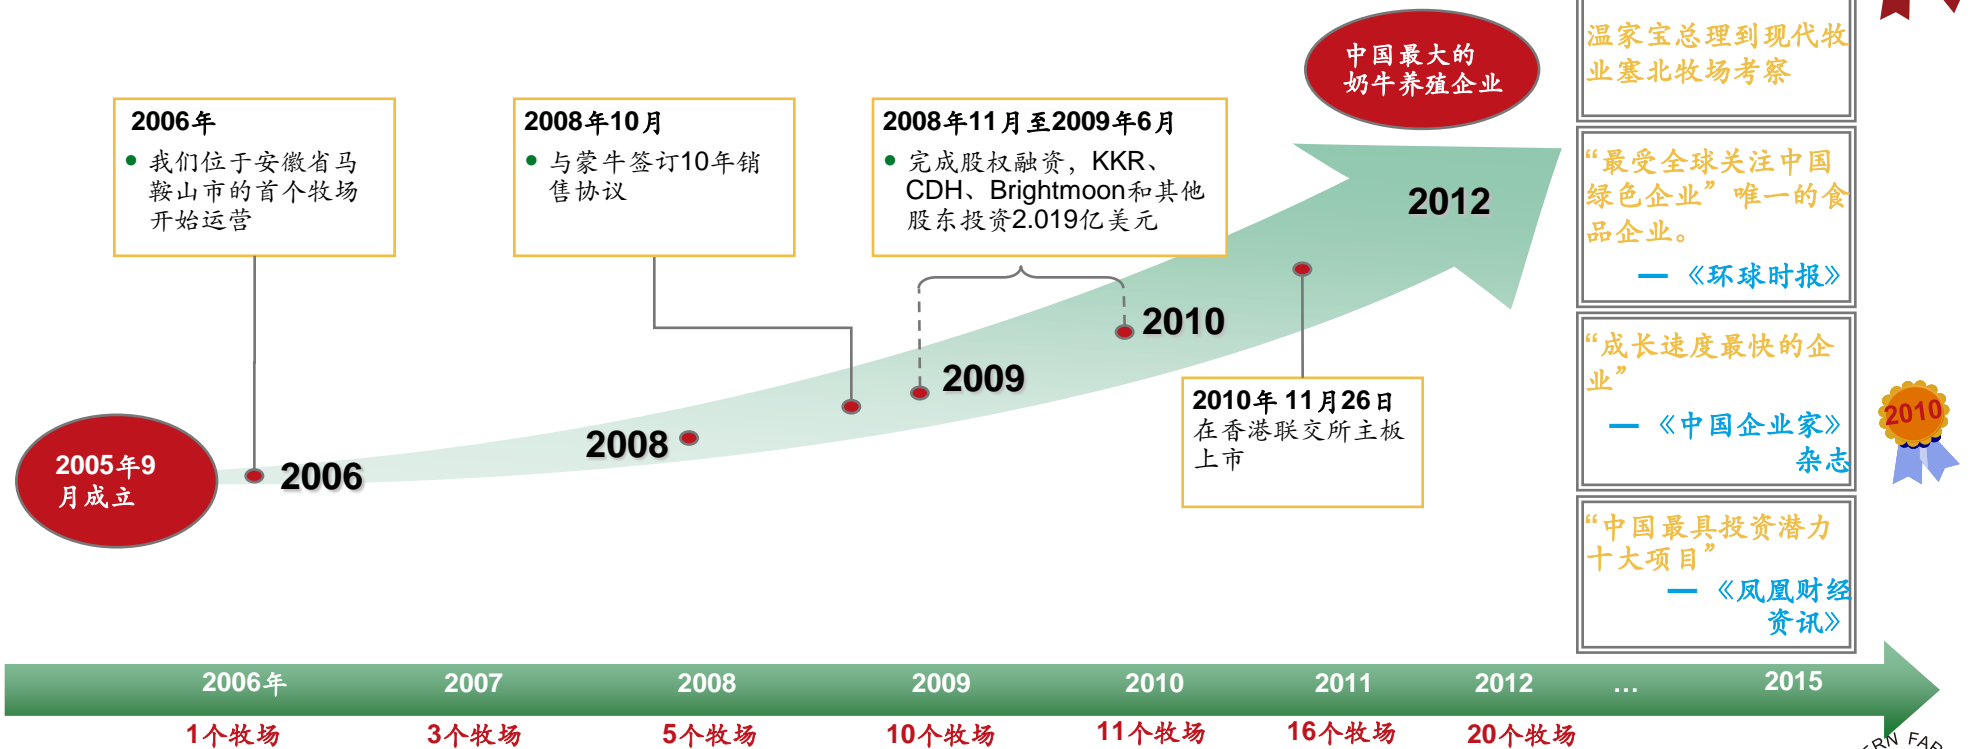 中国最大的
奶牛养殖企业
温家宝总理到现代牧
业塞北牧场考察
2006年
• 我们位于安徽省马
鞍山市的首个牧场
开始运营
2008年10月
• 与蒙牛签订10年销
售协议
2008年11月至2009年6月
• 完成股权融资，KKR、
CDH、Brightmoon和其他
股东投资2.019亿美元
“最受全球关注中国
绿色企业”唯一的食
品企业。
— 《环球时报》
2012
2010
2009
2008
2006
2005年9
月成立
2010年 11月26日
在香港联交所主板
上市
“成长速度最快的企
业”
— 《中国企业家》
杂志
2010
“中国最具投资潜力
十大项目”
— 《凤凰财经
资讯》
2006年 2007 2008 2009 2010 2011 2012 … 2015
1个牧场 3个牧场 5个牧场 10个牧场 11个牧场 16个牧场 20个牧场